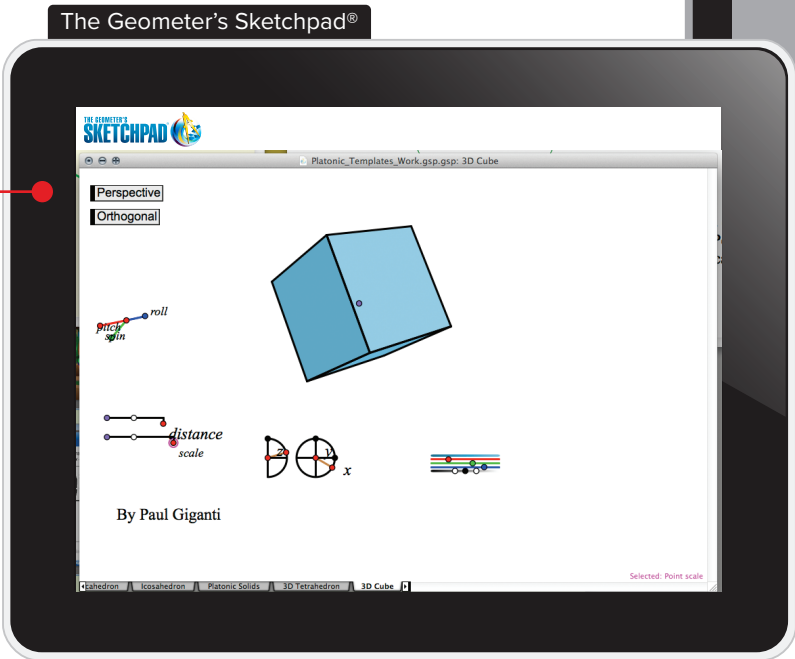 The Geometer's Sketchpad®
THE GEOMETER'S
SKETCHPAD
Platonic_Templates_Work.gsp.gsp: 3D Cube
Perspective
Orthogonal
roll
pitch
spin
distance
scale
z
y
x
By Paul Giganti
Selected: Point scale
cahedron
Icosahedron
Platonic Solids
3D Tetrahedron
3D Cube